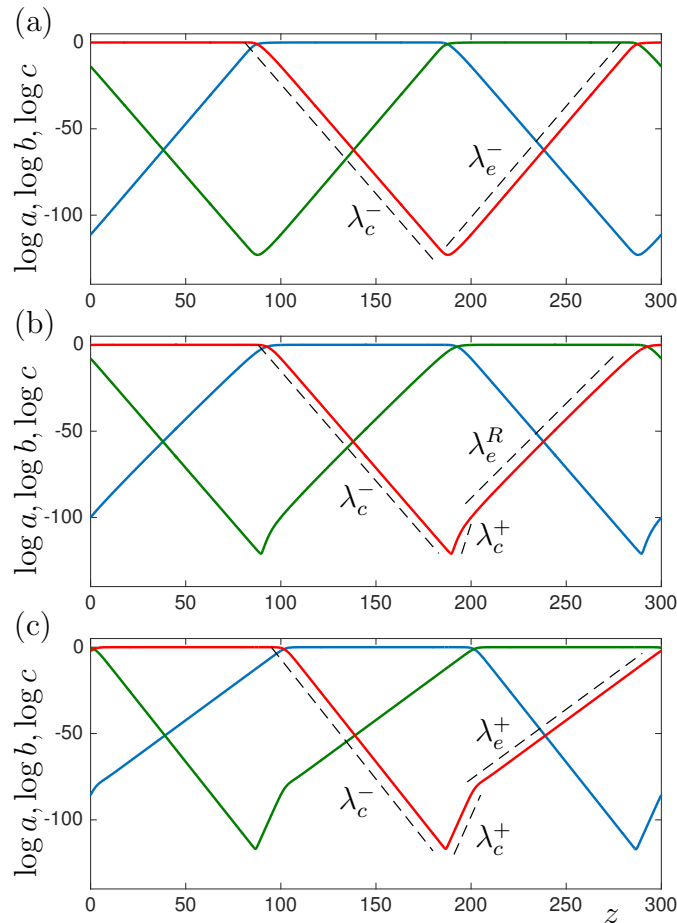 (a)
log a, log b, log c
0
-50
-100
λ_c^-
λ_e^-
0 50 100 150 200 250 300
(b)
log a, log b, log c
0
-50
-100
λ_c^-
λ_e^R
λ_c^+
0 50 100 150 200 250 300
(c)
log a, log b, log c
0
-50
-100
λ_c^-
λ_e^+
λ_c^+
0 50 100 150 200 250 300
z